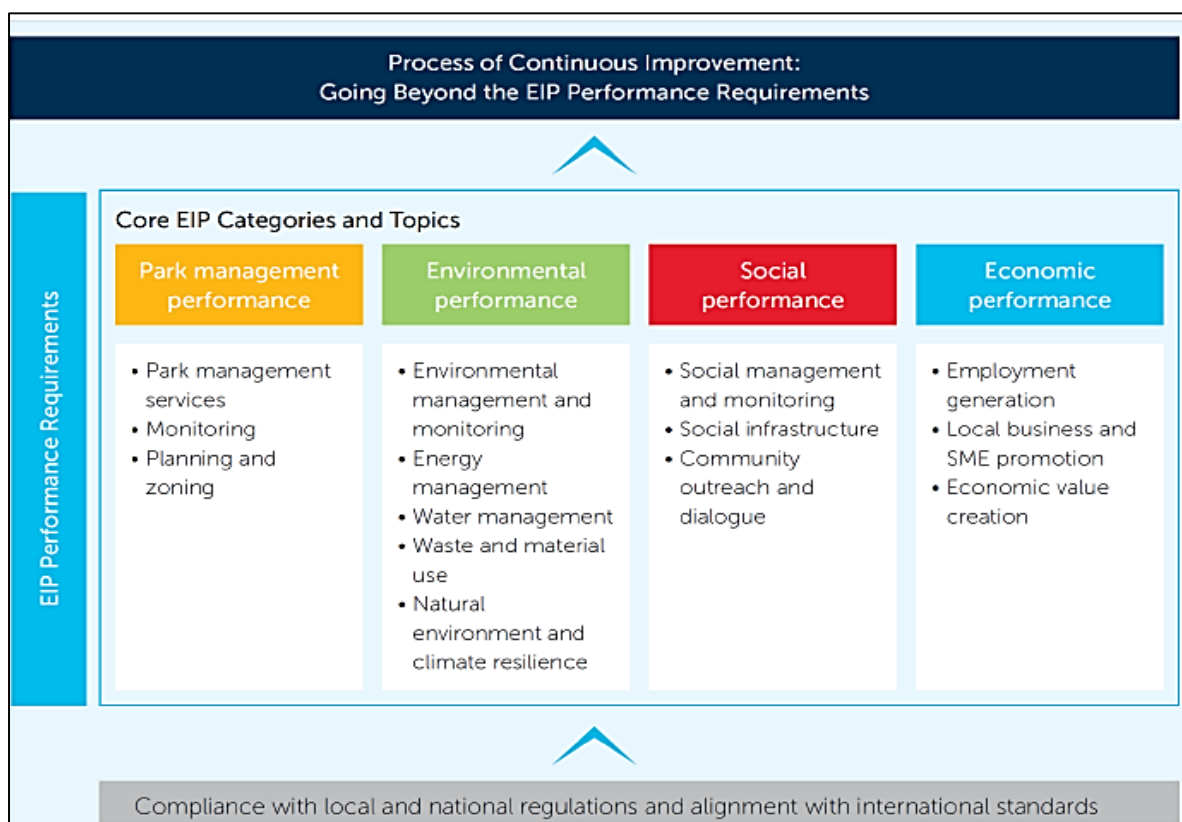 Process of Continuous Improvement:
Going Beyond the EIP Performance Requirements
EIP Performance Requirements
Core EIP Categories and Topics
Park management
performance
• Park management
services
• Monitoring
• Planning and
zoning
Environmental
performance
• Environmental
management and
monitoring
• Energy
management
• Water management
• Waste and material
use
• Natural
environment and
climate resilience
Social
performance
• Social management
and monitoring
• Social infrastructure
• Community
outreach and
dialogue
Economic
performance
• Employment
generation
• Local business and
SME promotion
• Economic value
creation
Compliance with local and national regulations and alignment with international standards